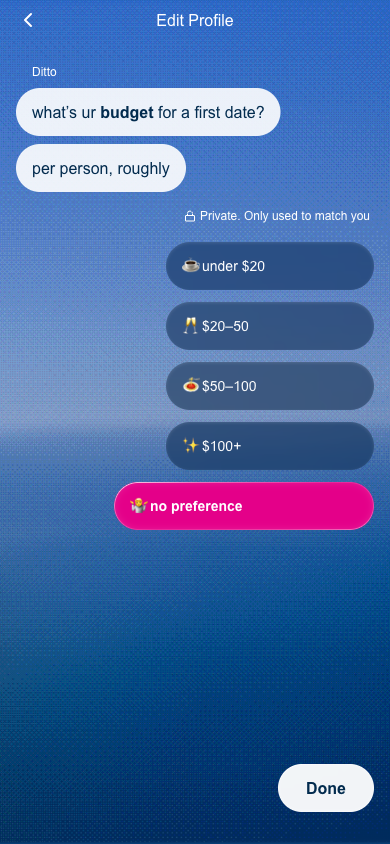 Edit Profile
Ditto
what's ur budget for a first date?
per person, roughly
Private. Only used to match you
☕under $20
🥂$20–50
🍝$50–100
✨$100+
🤷no preference
Done